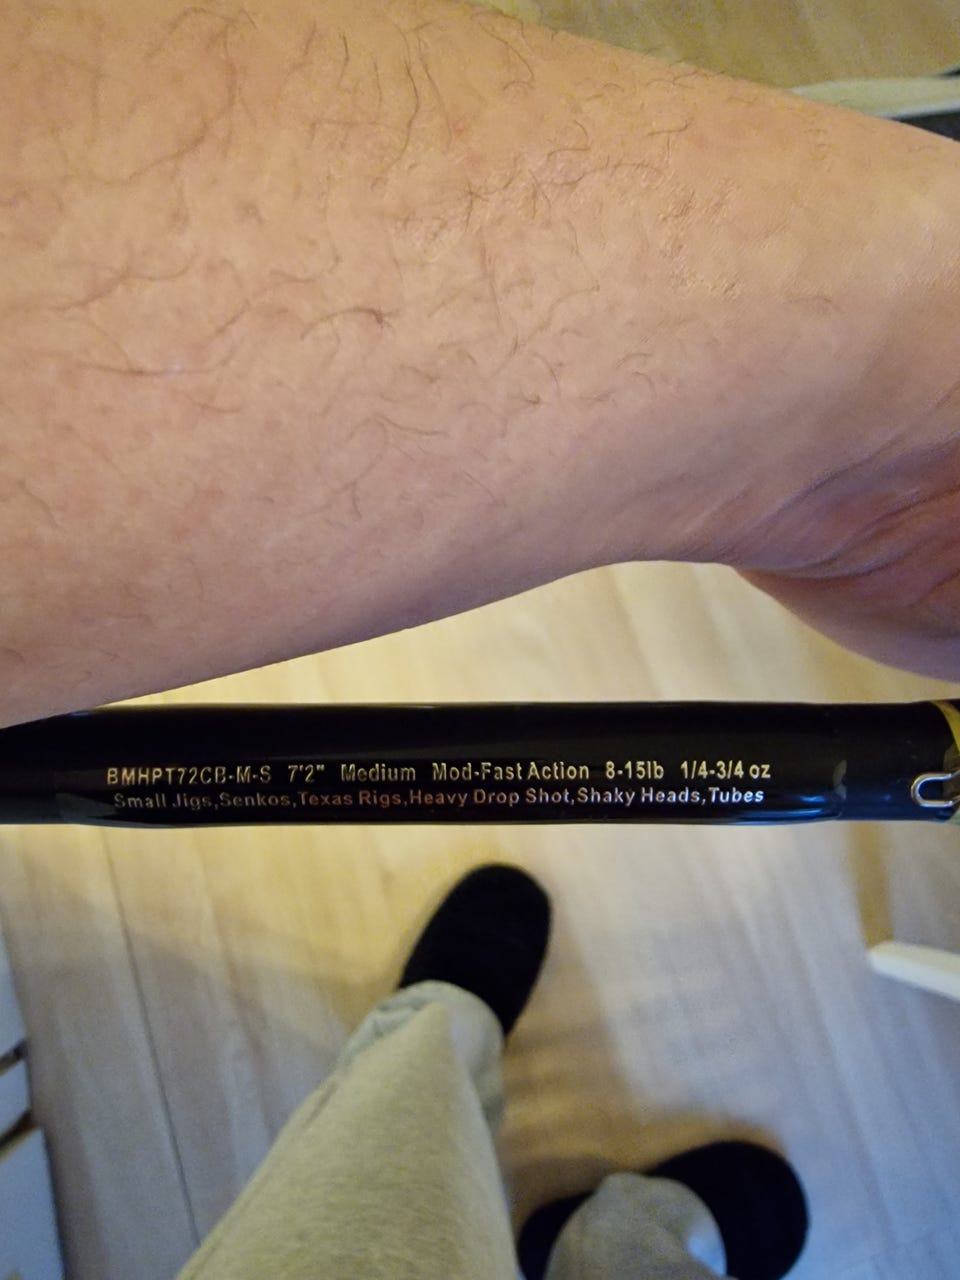 BMHPT72CB-M-S 7'2" Medium Mod-Fast Action 8-15lb 1/4-3/4 oz
Small Jigs,Senkos,Texas Rigs,Heavy Drop Shot,Shaky Heads,Tubes